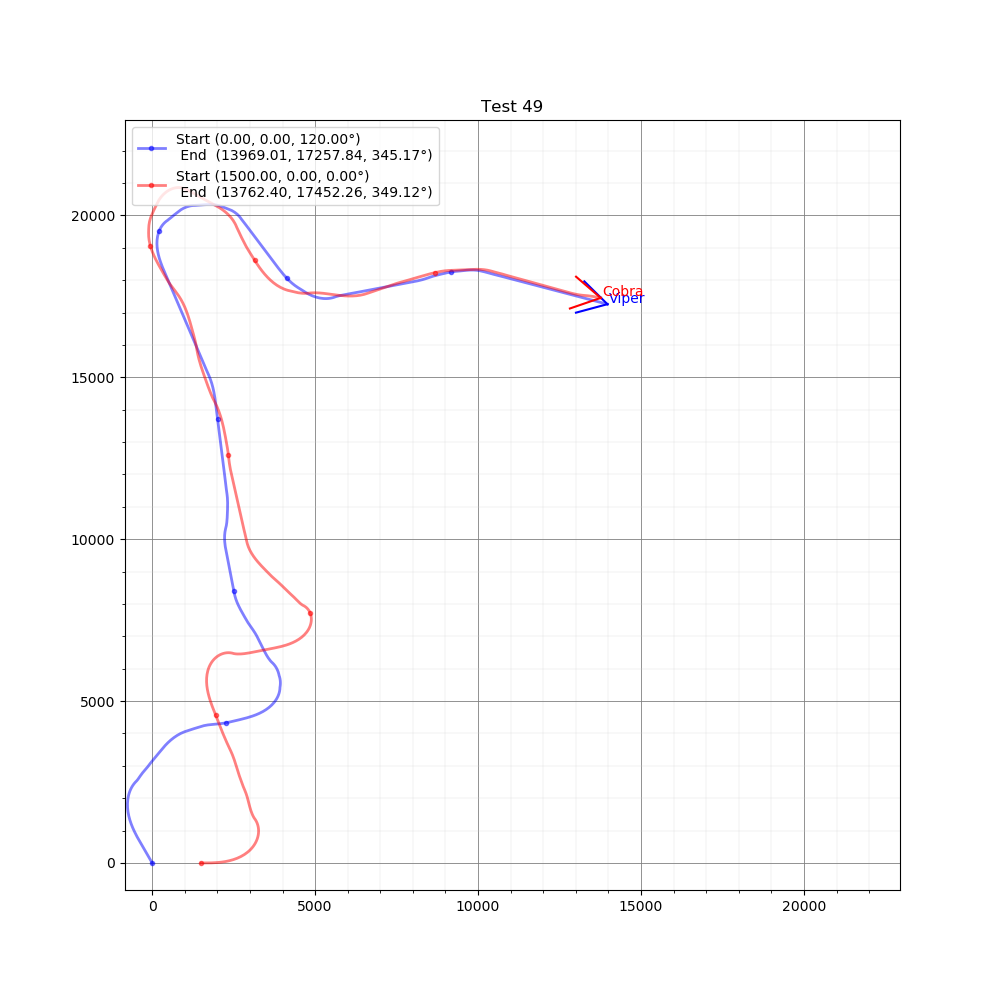 Test 49
Start (0.00, 0.00, 120.00°)
End  (13969.01, 17257.84, 345.17°)
Start (1500.00, 0.00, 0.00°)
End  (13762.40, 17452.26, 349.12°)
20000
15000
10000
5000
0
Cobra
Viper
0 5000 10000 15000 20000